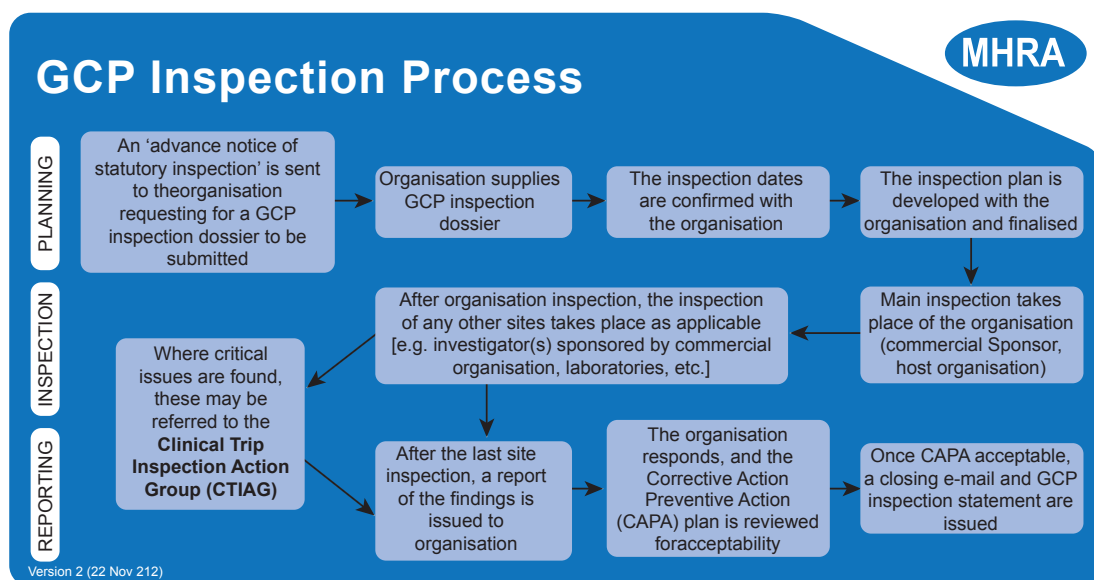 MHRA
GCP Inspection Process
PLANNING
An ‘advance notice of
statutory inspection’ is sent
to theorganisation
requesting for a GCP
inspection dossier to be
submitted
Organisation supplies
GCP inspection
dossier
The inspection dates
are confirmed with
the organisation
The inspection plan is
developed with the
organisation and finalised
INSPECTION
Main inspection takes
place of the organisation
(commercial Sponsor,
host organisation)
After organisation inspection, the inspection
of any other sites takes place as applicable
[e.g. investigator(s) sponsored by commercial
organisation, laboratories, etc.]
Where critical
issues are found,
these may be
referred to the
Clinical Trip
Inspection Action
Group (CTIAG)
REPORTING
After the last site
inspection, a report
of the findings is
issued to
organisation
The organisation
responds, and the
Corrective Action
Preventive Action
(CAPA) plan is reviewed
foracceptability
Once CAPA acceptable,
a closing e-mail and GCP
inspection statement are
issued
Version 2 (22 Nov 212)